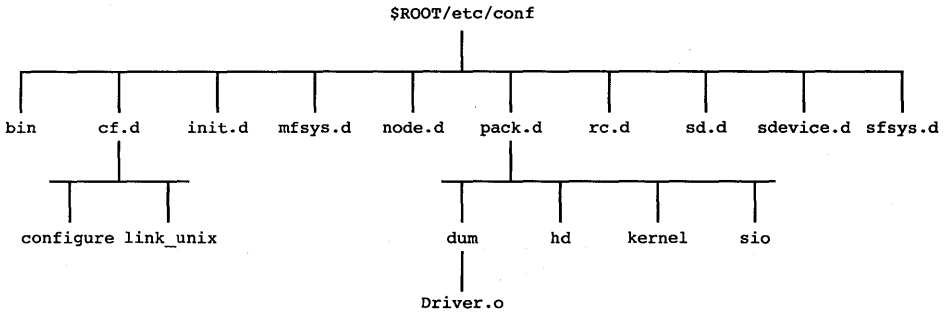 $ROOT/etc/conf
bin cf.d init.d mfsys.d node.d pack.d rc.d sd.d sdevice.d sfsys.d
configure link_unix dum hd kernel sio
Driver.o